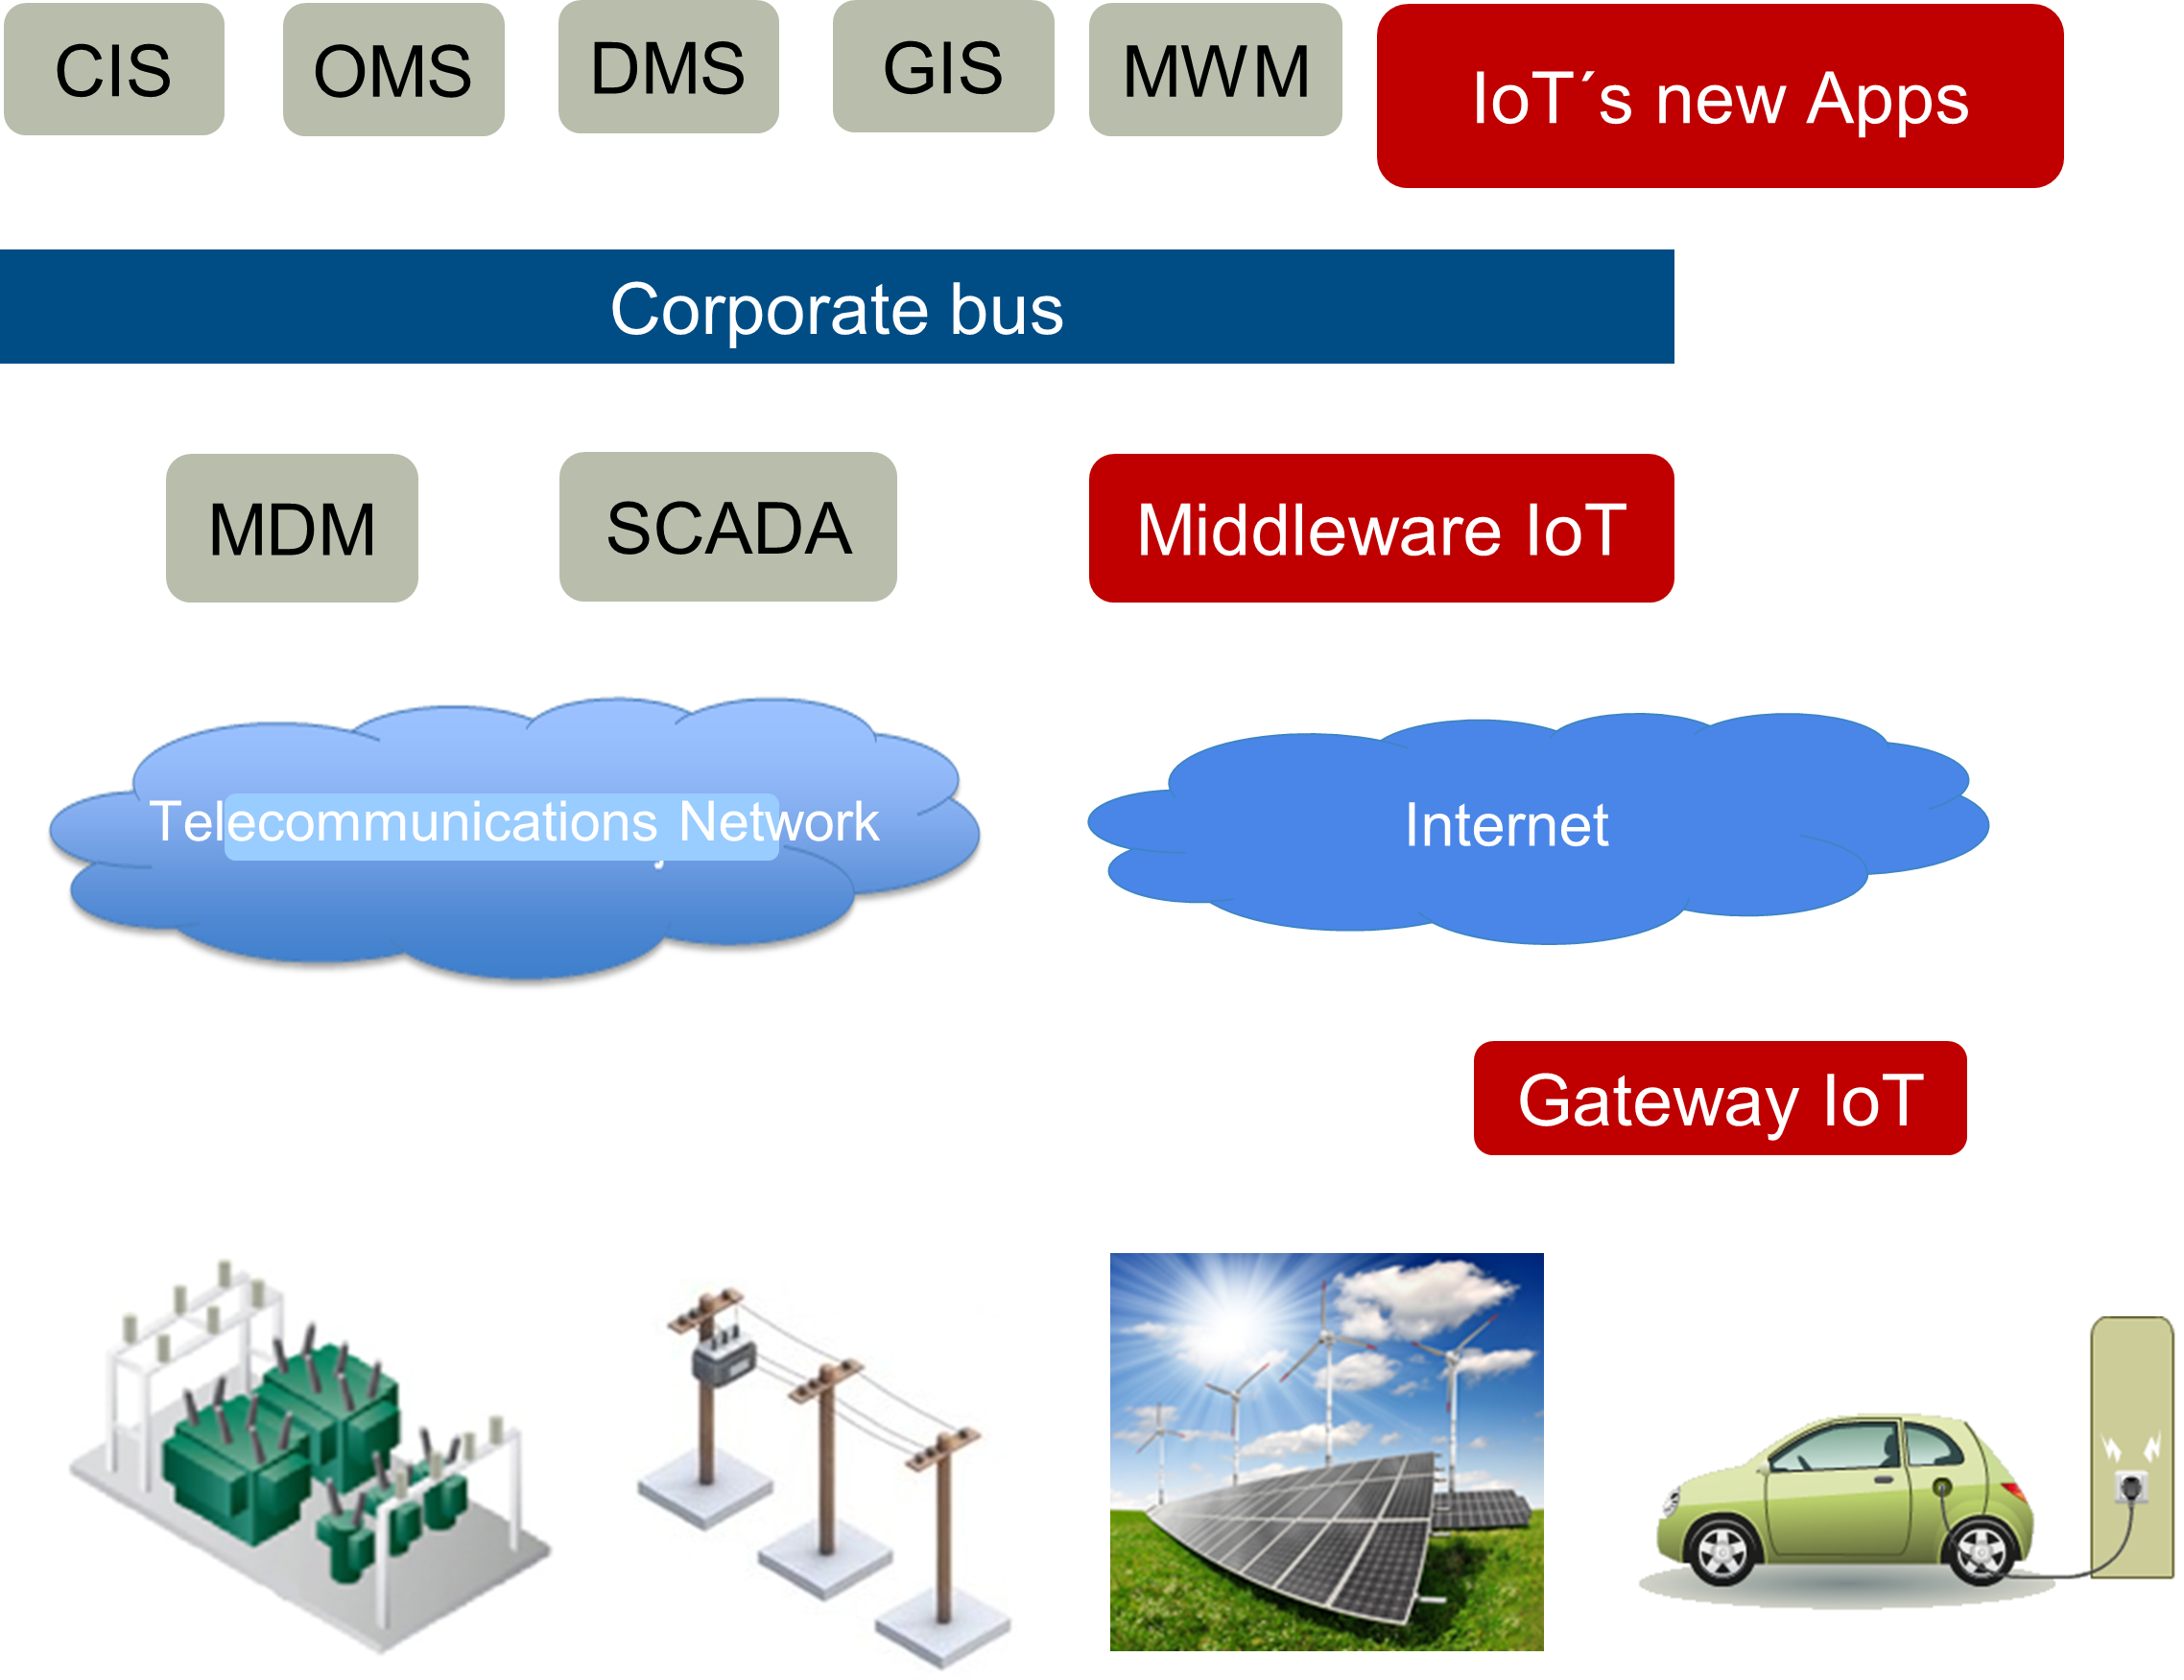 CIS
OMS
DMS
GIS
MWM
IoT´s new Apps
Corporate bus
MDM
SCADA
Middleware IoT
Telecommunications Network
Internet
Gateway IoT